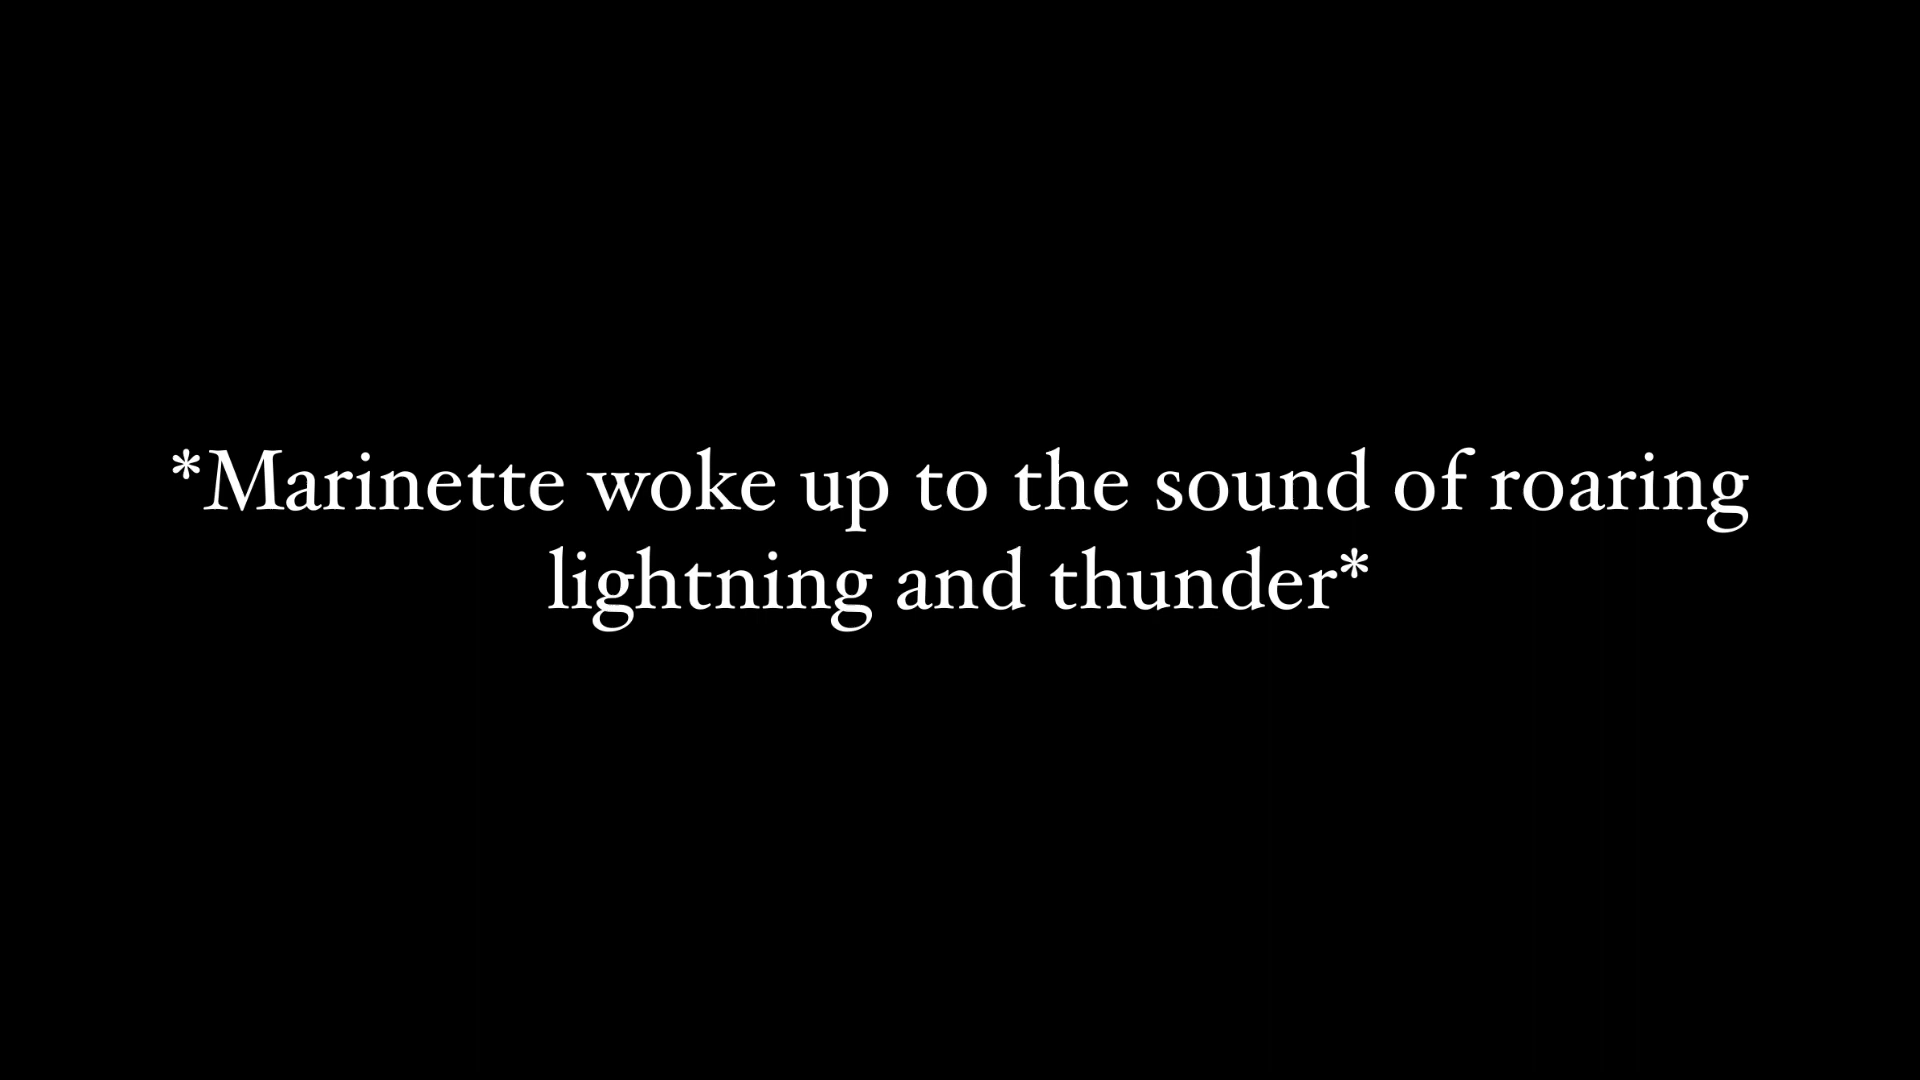 *Marinette woke up to the sound of roaring
lightning and thunder*